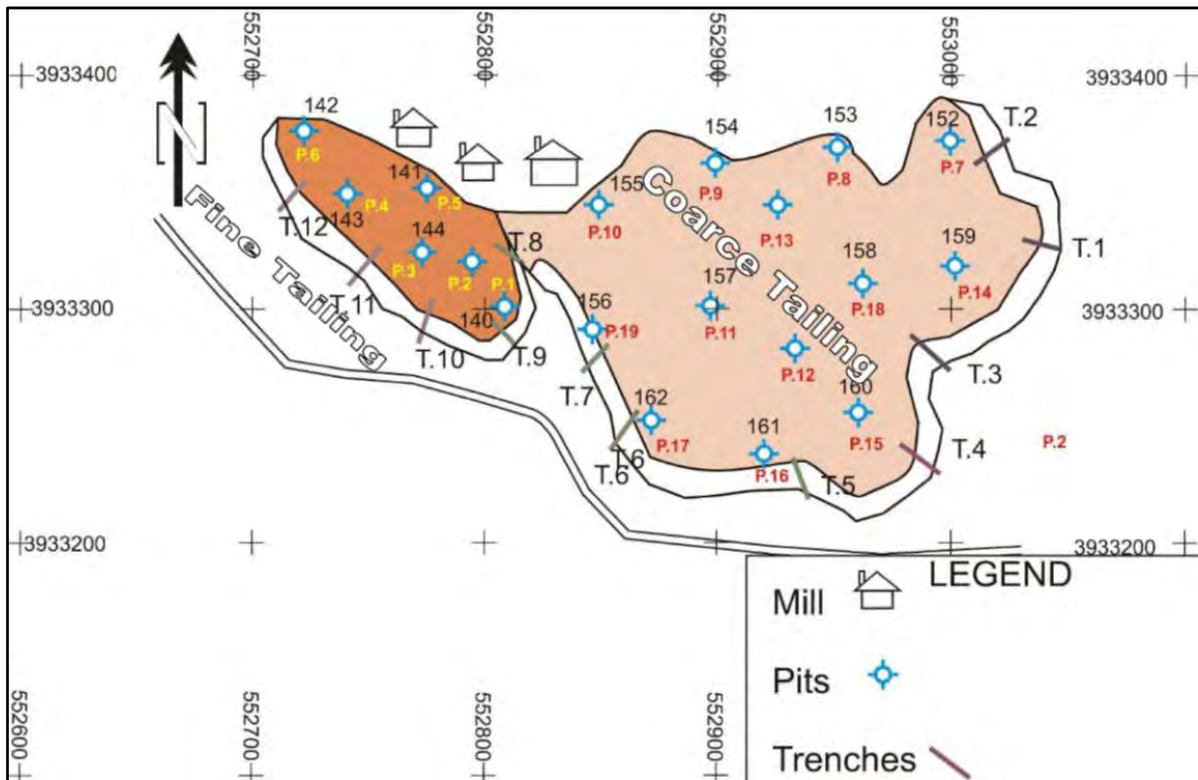 552700
552800
552900
553000
3933400
3933400
N
142
P.6
141
P.5
P.4
143
144
P.3
P.2
P.1
140
T.12
T.11
T.10
T.9
T.8
Fine Tailing
154
153
152
T.2
P.9
P.8
P.7
155
P.10
P.13
Coarce Tailing
158
159
T.1
P.18
P.14
157
P.11
156
P.19
3933300
3933300
P.12
T.3
T.7
162
160
P.17
161
P.15
P.16
T.4
P.2
T.6
T.6
T.5
3933200
3933200
LEGEND
Mill
Pits
Trenches
552600
552700
552800
552900